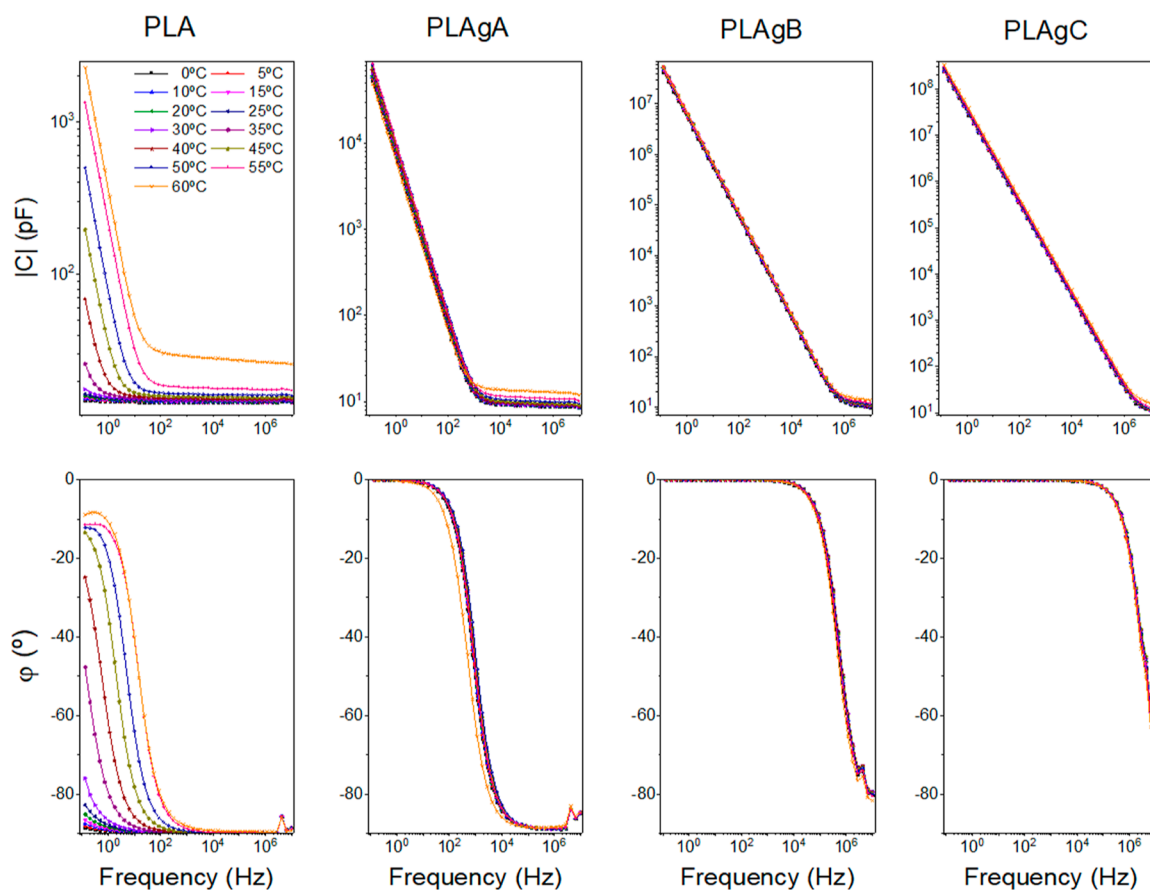 PLA PLAgA PLAgB PLAgC
0ºC 5ºC
10ºC 15ºC
20ºC 25ºC
30ºC 35ºC
40ºC 45ºC
50ºC 55ºC
60ºC
|C| (pF)
10³ 10⁴ 10⁷ 10⁸
10² 10³ 10⁶ 10⁷
10² 10⁵ 10⁶
10¹ 10⁴ 10⁵
10³ 10⁴
10² 10³
10¹ 10²
10¹
10⁰ 10² 10⁴ 10⁶ 10⁰ 10² 10⁴ 10⁶ 10⁰ 10² 10⁴ 10⁶ 10⁰ 10² 10⁴ 10⁶
φ (º)
0 0 0 0
-20 -20 -20 -20
-40 -40 -40 -40
-60 -60 -60 -60
-80 -80 -80 -80
10⁰ 10² 10⁴ 10⁶ 10⁰ 10² 10⁴ 10⁶ 10⁰ 10² 10⁴ 10⁶ 10⁰ 10² 10⁴ 10⁶
Frequency (Hz) Frequency (Hz) Frequency (Hz) Frequency (Hz)